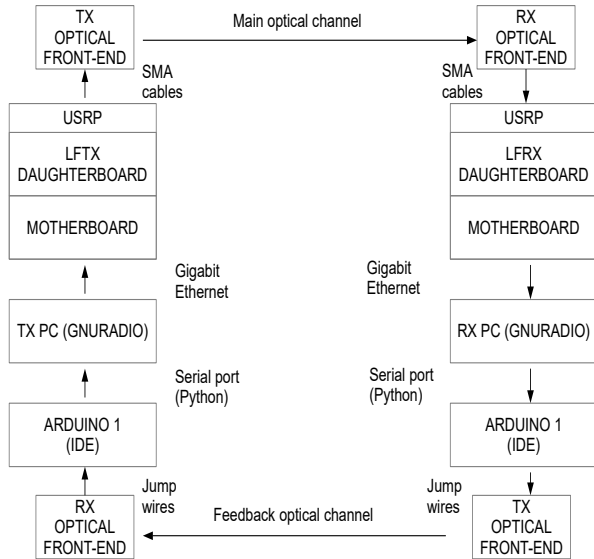 TX
OPTICAL
FRONT-END
Main optical channel
RX
OPTICAL
FRONT-END
SMA
cables
SMA
cables
USRP
LFTX
DAUGHTERBOARD
MOTHERBOARD
USRP
LFRX
DAUGHTERBOARD
MOTHERBOARD
Gigabit
Ethernet
Gigabit
Ethernet
TX PC (GNURADIO)
RX PC (GNURADIO)
Serial port
(Python)
Serial port
(Python)
ARDUINO 1
(IDE)
ARDUINO 1
(IDE)
Jump
wires
Jump
wires
RX
OPTICAL
FRONT-END
Feedback optical channel
TX
OPTICAL
FRONT-END